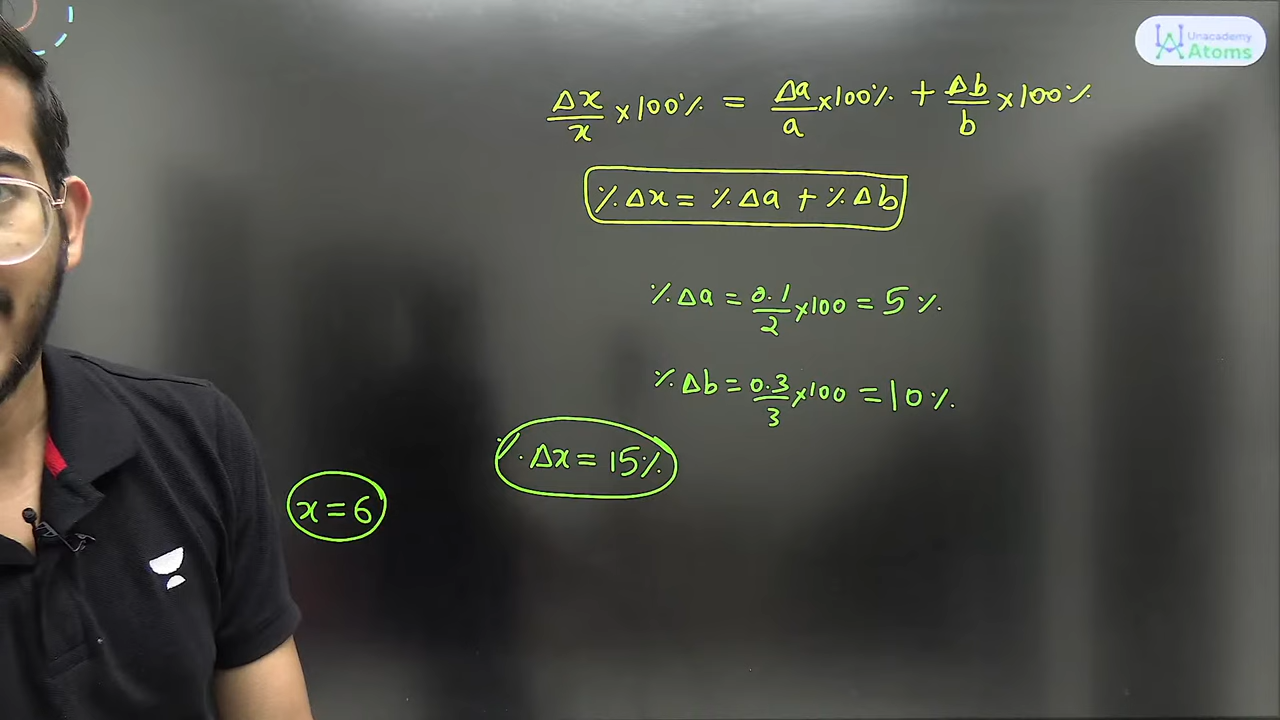 Unacademy
Atoms
Δx/x ×100% = Δa/a ×100% + Δb/b ×100%
%Δx = %Δa + %Δb
%Δa = 0.1/2 ×100 = 5%
%Δb = 0.3/3 ×100 = 10%
%Δx = 15%
x = 6